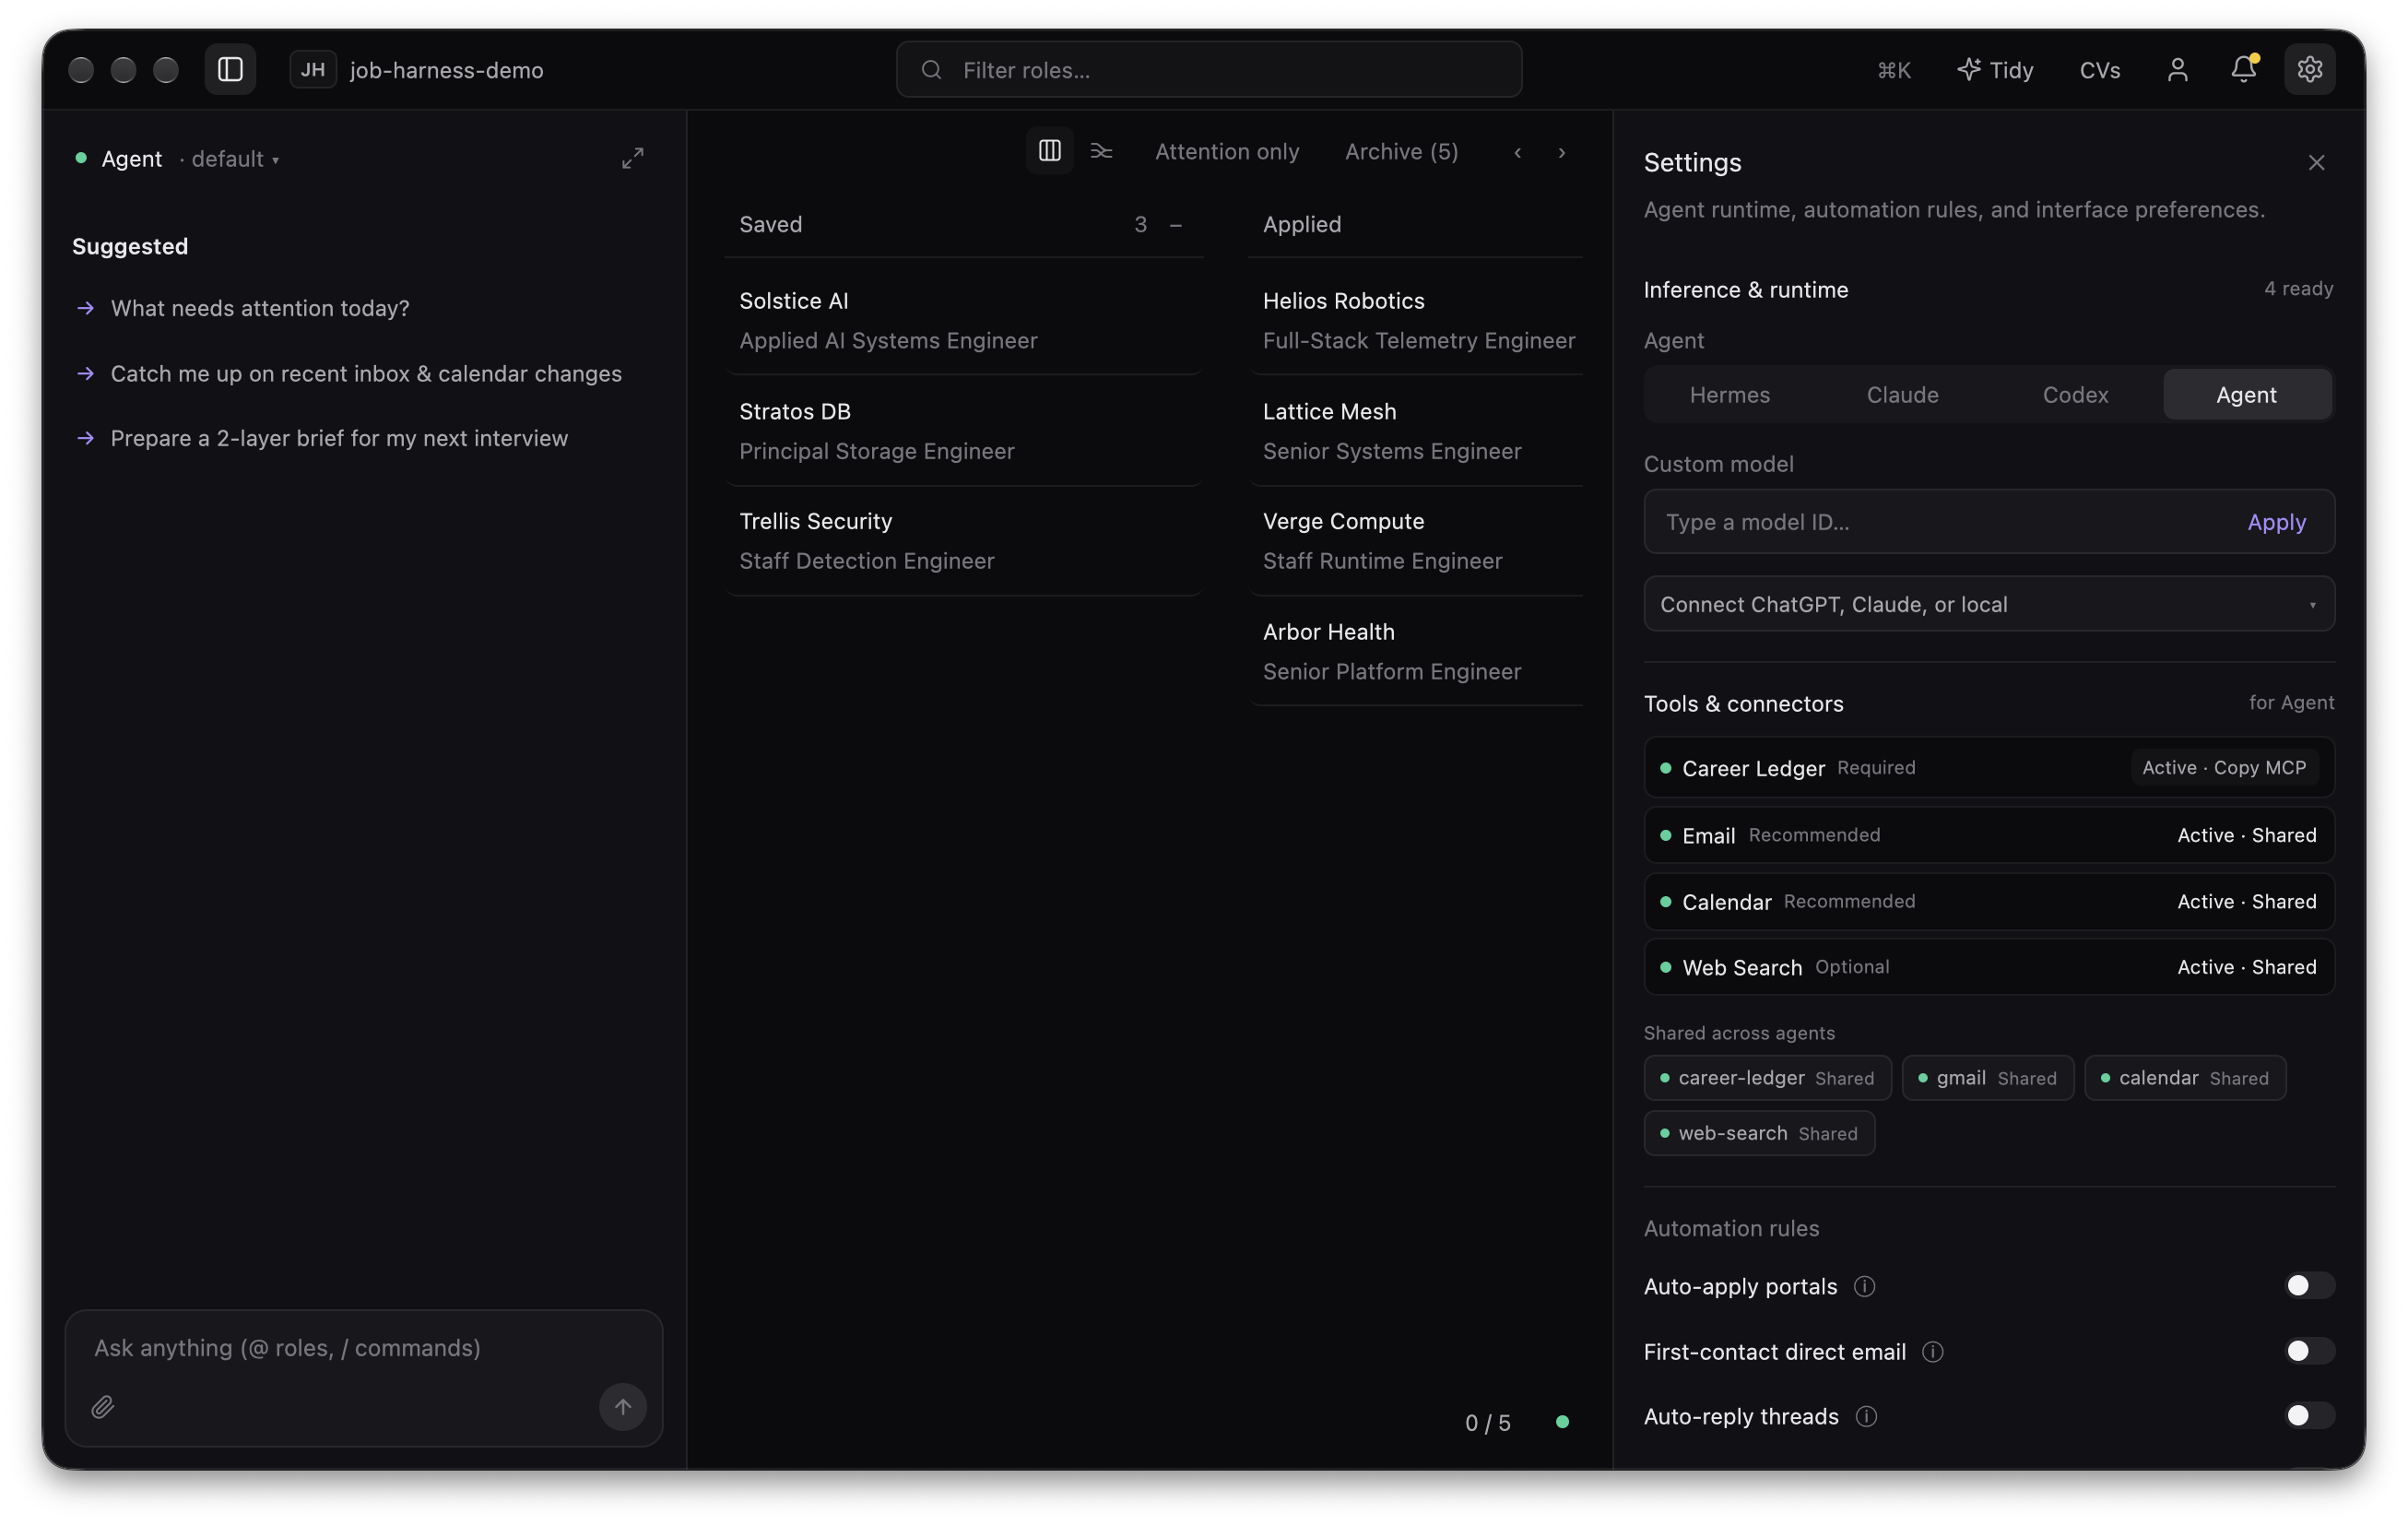 JH job-harness-demo
Filter roles...
⌘K
Tidy
CVs
Agent · default ▾
Suggested
→ What needs attention today?
→ Catch me up on recent inbox & calendar changes
→ Prepare a 2-layer brief for my next interview
Ask anything (@ roles, / commands)
Attention only
Archive (5)
‹ ›
Saved 3 –
Solstice AI
Applied AI Systems Engineer
Stratos DB
Principal Storage Engineer
Trellis Security
Staff Detection Engineer
Applied
Helios Robotics
Full-Stack Telemetry Engineer
Lattice Mesh
Senior Systems Engineer
Verge Compute
Staff Runtime Engineer
Arbor Health
Senior Platform Engineer
0 / 5
Settings
Agent runtime, automation rules, and interface preferences.
Inference & runtime 4 ready
Agent
Hermes Claude Codex Agent
Custom model
Type a model ID... Apply
Connect ChatGPT, Claude, or local ▾
Tools & connectors for Agent
Career Ledger Required Active · Copy MCP
Email Recommended Active · Shared
Calendar Recommended Active · Shared
Web Search Optional Active · Shared
Shared across agents
career-ledger Shared gmail Shared calendar Shared
web-search Shared
Automation rules
Auto-apply portals
First-contact direct email
Auto-reply threads